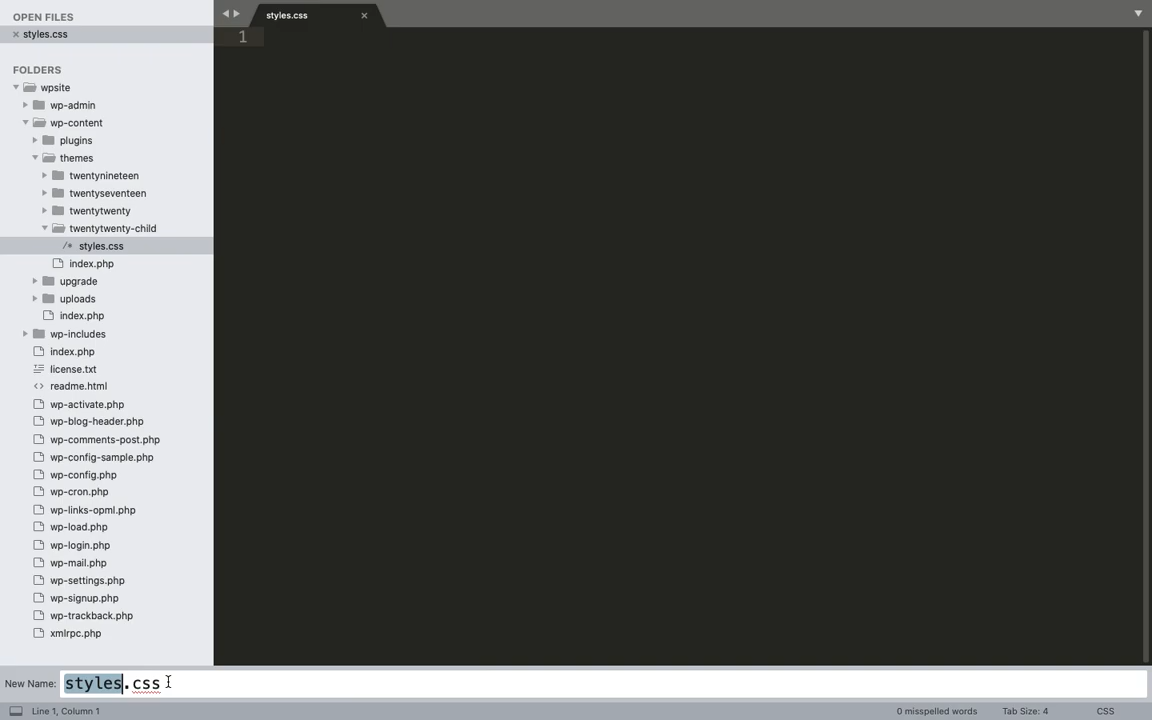 OPEN FILES
styles.css
FOLDERS
wpsite
wp-admin
wp-content
plugins
themes
twentynineteen
twentyseventeen
twentytwenty
twentytwenty-child
styles.css
index.php
upgrade
uploads
index.php
wp-includes
index.php
license.txt
readme.html
wp-activate.php
wp-blog-header.php
wp-comments-post.php
wp-config-sample.php
wp-config.php
wp-cron.php
wp-links-opml.php
wp-load.php
wp-login.php
wp-mail.php
wp-settings.php
wp-signup.php
wp-trackback.php
xmlrpc.php
styles.css
1
New Name: styles.css
Line 1, Column 1
0 misspelled words
Tab Size: 4
CSS